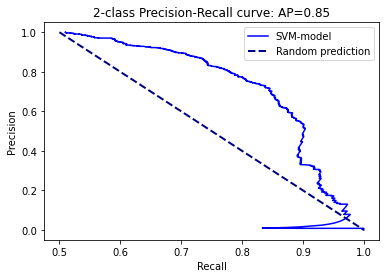 2-class Precision-Recall curve: AP=0.85
SVM-model
Random prediction
Precision
1.0
0.8
0.6
0.4
0.2
0.0
0.5 0.6 0.7 0.8 0.9 1.0
Recall